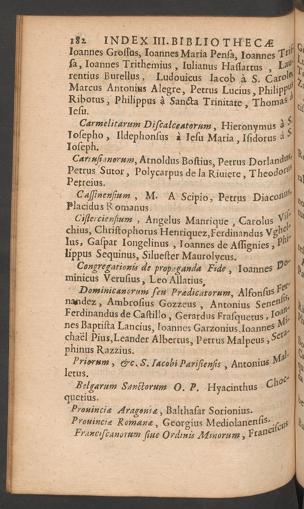 182 INDEX III. BIBLIOTHECÆ
Ioannes Grossus, Ioannes Maria Pensa, Ioannes
sa, Ioannes Trithemius, Iulianus Haslartus, Lau-
rentius Burellus, Ludouicus Iacob à S. Carolo
Marcus Antonius Alegre, Petrus Lucius, Philippus
Ribotus, Philippus à Sancta Trinitate, Thomas à
Iesu.
Carmelitarum Discalceatorum, Hieronymus à S.
Iosepho, Ildephonsus à Iesu Maria, Isidorus à S.
Ioseph.
Cartusianorum, Arnoldus Bostius, Petrus Dorlandus,
Petrus Sutor, Polycarpus de la Riuiere, Theodorus
Petreius.
Cassinensium, M. A Scipio, Petrus Diaconus,
Placidus Romanus
Cisterciensium, Angelus Manrique, Carolus Vis-
chius, Christophorus Henriquez, Ferdinandus Vghel-
lus, Gaspar Iongelinus, Ioannes de Assignies, Phi-
lippus Sequinus, Siluester Maurolycus.
Congregationis de propaganda Fide, Ioannes Do-
minicus Verusius, Leo Allatius,
Dominicanorum seu Prædicatorum, Alfonsus Fer-
nandez, Ambrosius Gozzeus, Antonius Senensis,
Ferdinandus de Castillo, Gerardus Frasquetus, Ioan-
nes Baptista Lancius, Ioannes Garzonius, Ioannes Mi-
chaël Pius, Leander Albertus, Petrus Malpeus, Sera-
phinus Razzius.
Priorum, &c. S. Iacobi Parisiensis, Antonius Mal-
letus.
Belgarum Sanctorum O. P. Hyacinthus Choc-
quetius.
Prouinciæ Aragoniæ, Balthasar Sorionius.
Prouinciæ Romanæ, Georgius Mediolanensis.
Franciscanorum siue Ordinis Minorum, Franciscus